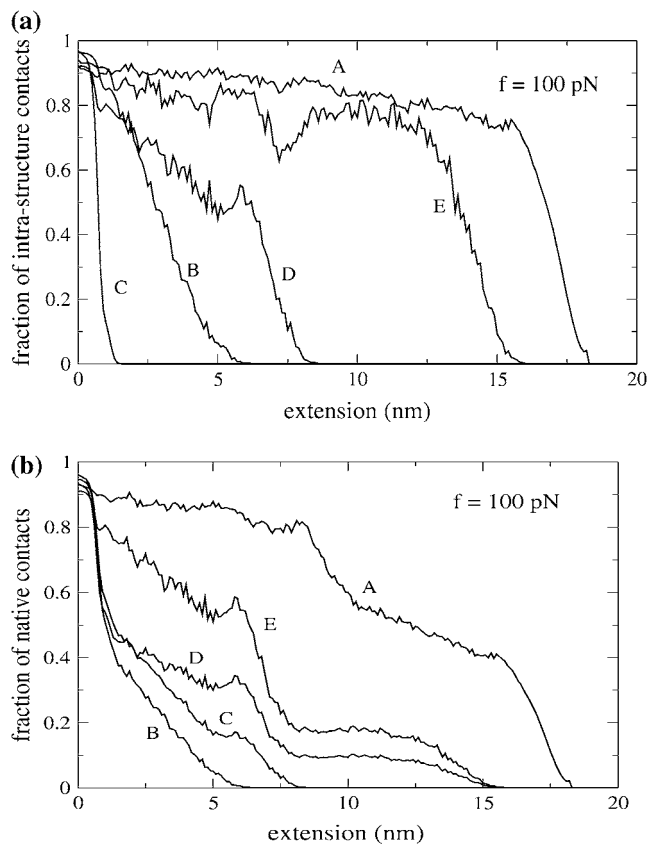 (a)
1
0.8
0.6
0.4
0.2
0
fraction of intra-structure contacts
f = 100 pN
A
E
C
B
D
0 5 10 15 20
extension (nm)
(b)
1
0.8
0.6
0.4
0.2
0
fraction of native contacts
f = 100 pN
A
E
D
C
B
0 5 10 15 20
extension (nm)